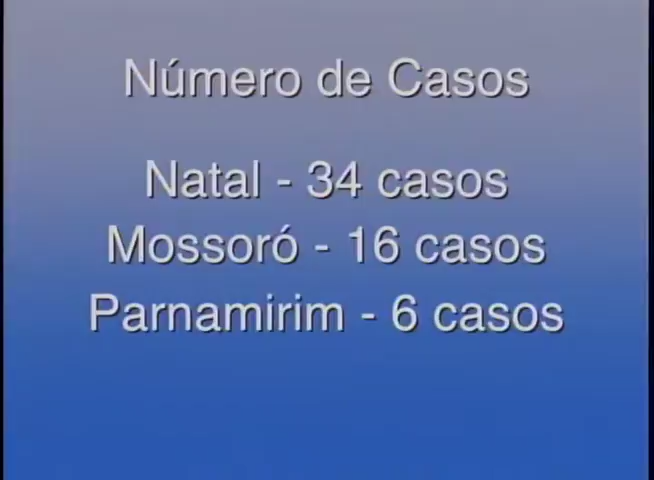 Número de Casos
Natal - 34 casos
Mossoró - 16 casos
Parnamirim - 6 casos